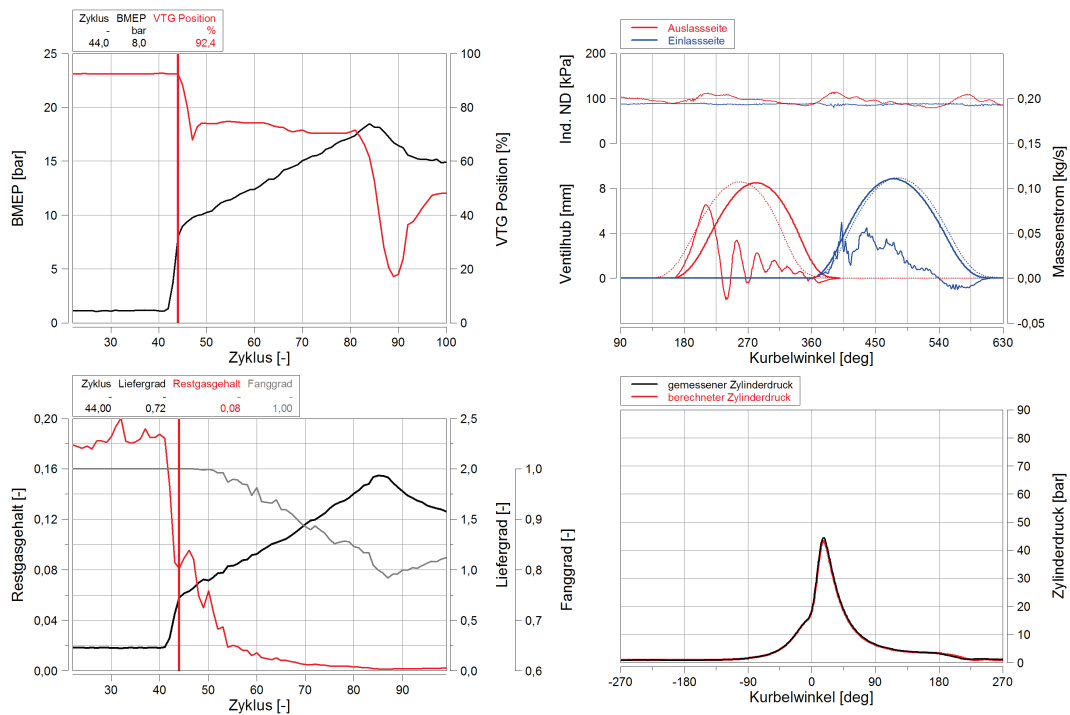 Zyklus BMEP VTG Position
- bar %
44,0 8,0 92,4
25
20
15
10
5
0
BMEP [bar]
100
80
60
40
20
0
VTG Position [%]
30 40 50 60 70 80 90 100
Zyklus [-]
Auslassseite
Einlassseite
200
100
0
Ind. ND [kPa]
8
4
0
Ventilhub [mm]
0,20
0,15
0,10
0,05
0,00
-0,05
Massenstrom [kg/s]
90 180 270 360 450 540 630
Kurbelwinkel [deg]
Zyklus Liefergrad Restgasgehalt Fanggrad
- - - -
44,00 0,72 0,08 1,00
0,20
0,16
0,12
0,08
0,04
0,00
Restgasgehalt [-]
2,5
2,0
1,5
1,0
0,5
0,0
Liefergrad [-]
1,0
0,9
0,8
0,7
0,6
Fanggrad [-]
30 40 50 60 70 80 90
Zyklus [-]
gemessener Zylinderdruck
berechneter Zylinderdruck
90
80
70
60
50
40
30
20
10
0
Zylinderdruck [bar]
-270 -180 -90 0 90 180 270
Kurbelwinkel [deg]